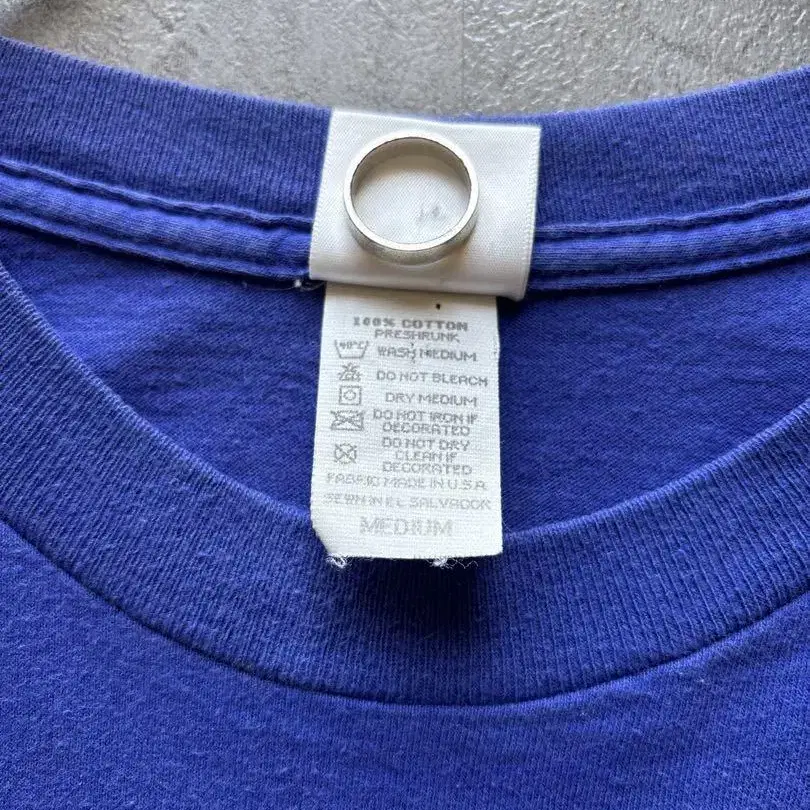 100% COTTON
PRESHRUNK
40°C WASH MEDIUM
DO NOT BLEACH
DRY MEDIUM
DO NOT IRON IF
DECORATED
DO NOT DRY
CLEAN IF
DECORATED
FABRIC MADE IN U.S.A.
SEWN IN EL SALVADOR
MEDIUM